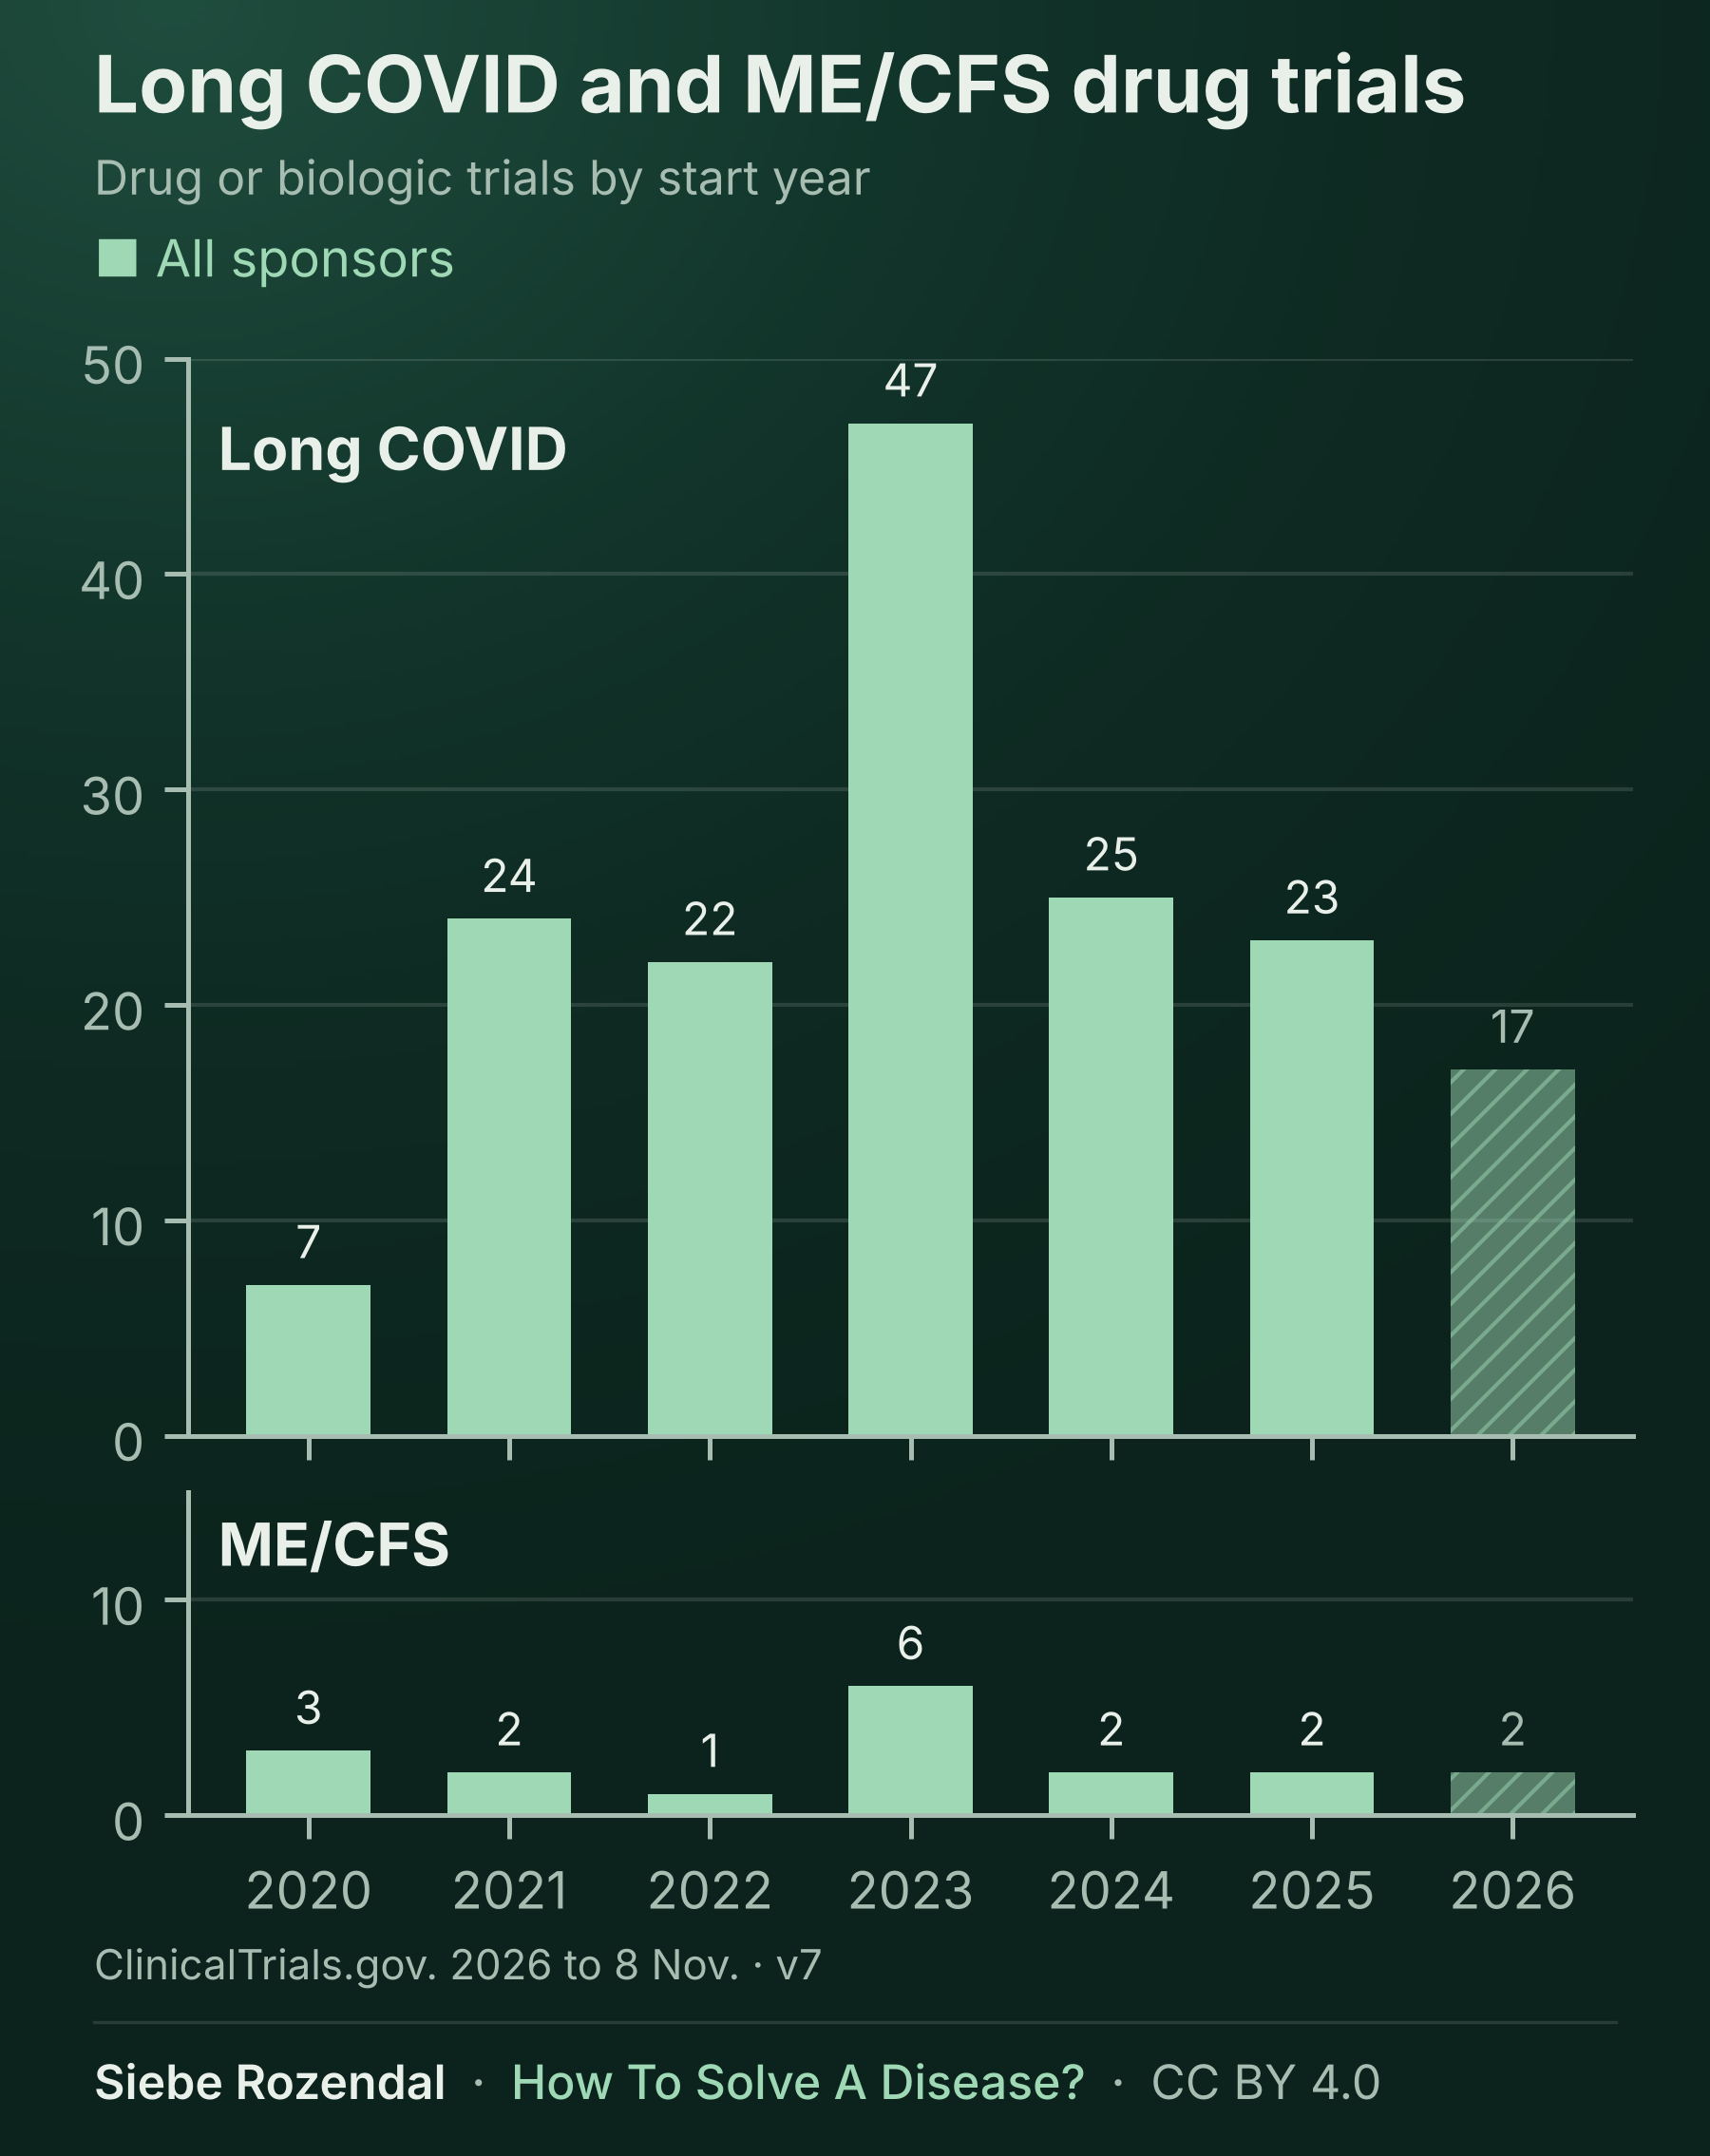 Long COVID and ME/CFS drug trials
Drug or biologic trials by start year
All sponsors
50
47
Long COVID
40
30
25
24
23
22
20
17
10
7
0
ME/CFS
10
6
3
2
1
2
2
2
0
2020 2021 2022 2023 2024 2025 2026
ClinicalTrials.gov. 2026 to 8 Nov. · v7
Siebe Rozendal · How To Solve A Disease? · CC BY 4.0